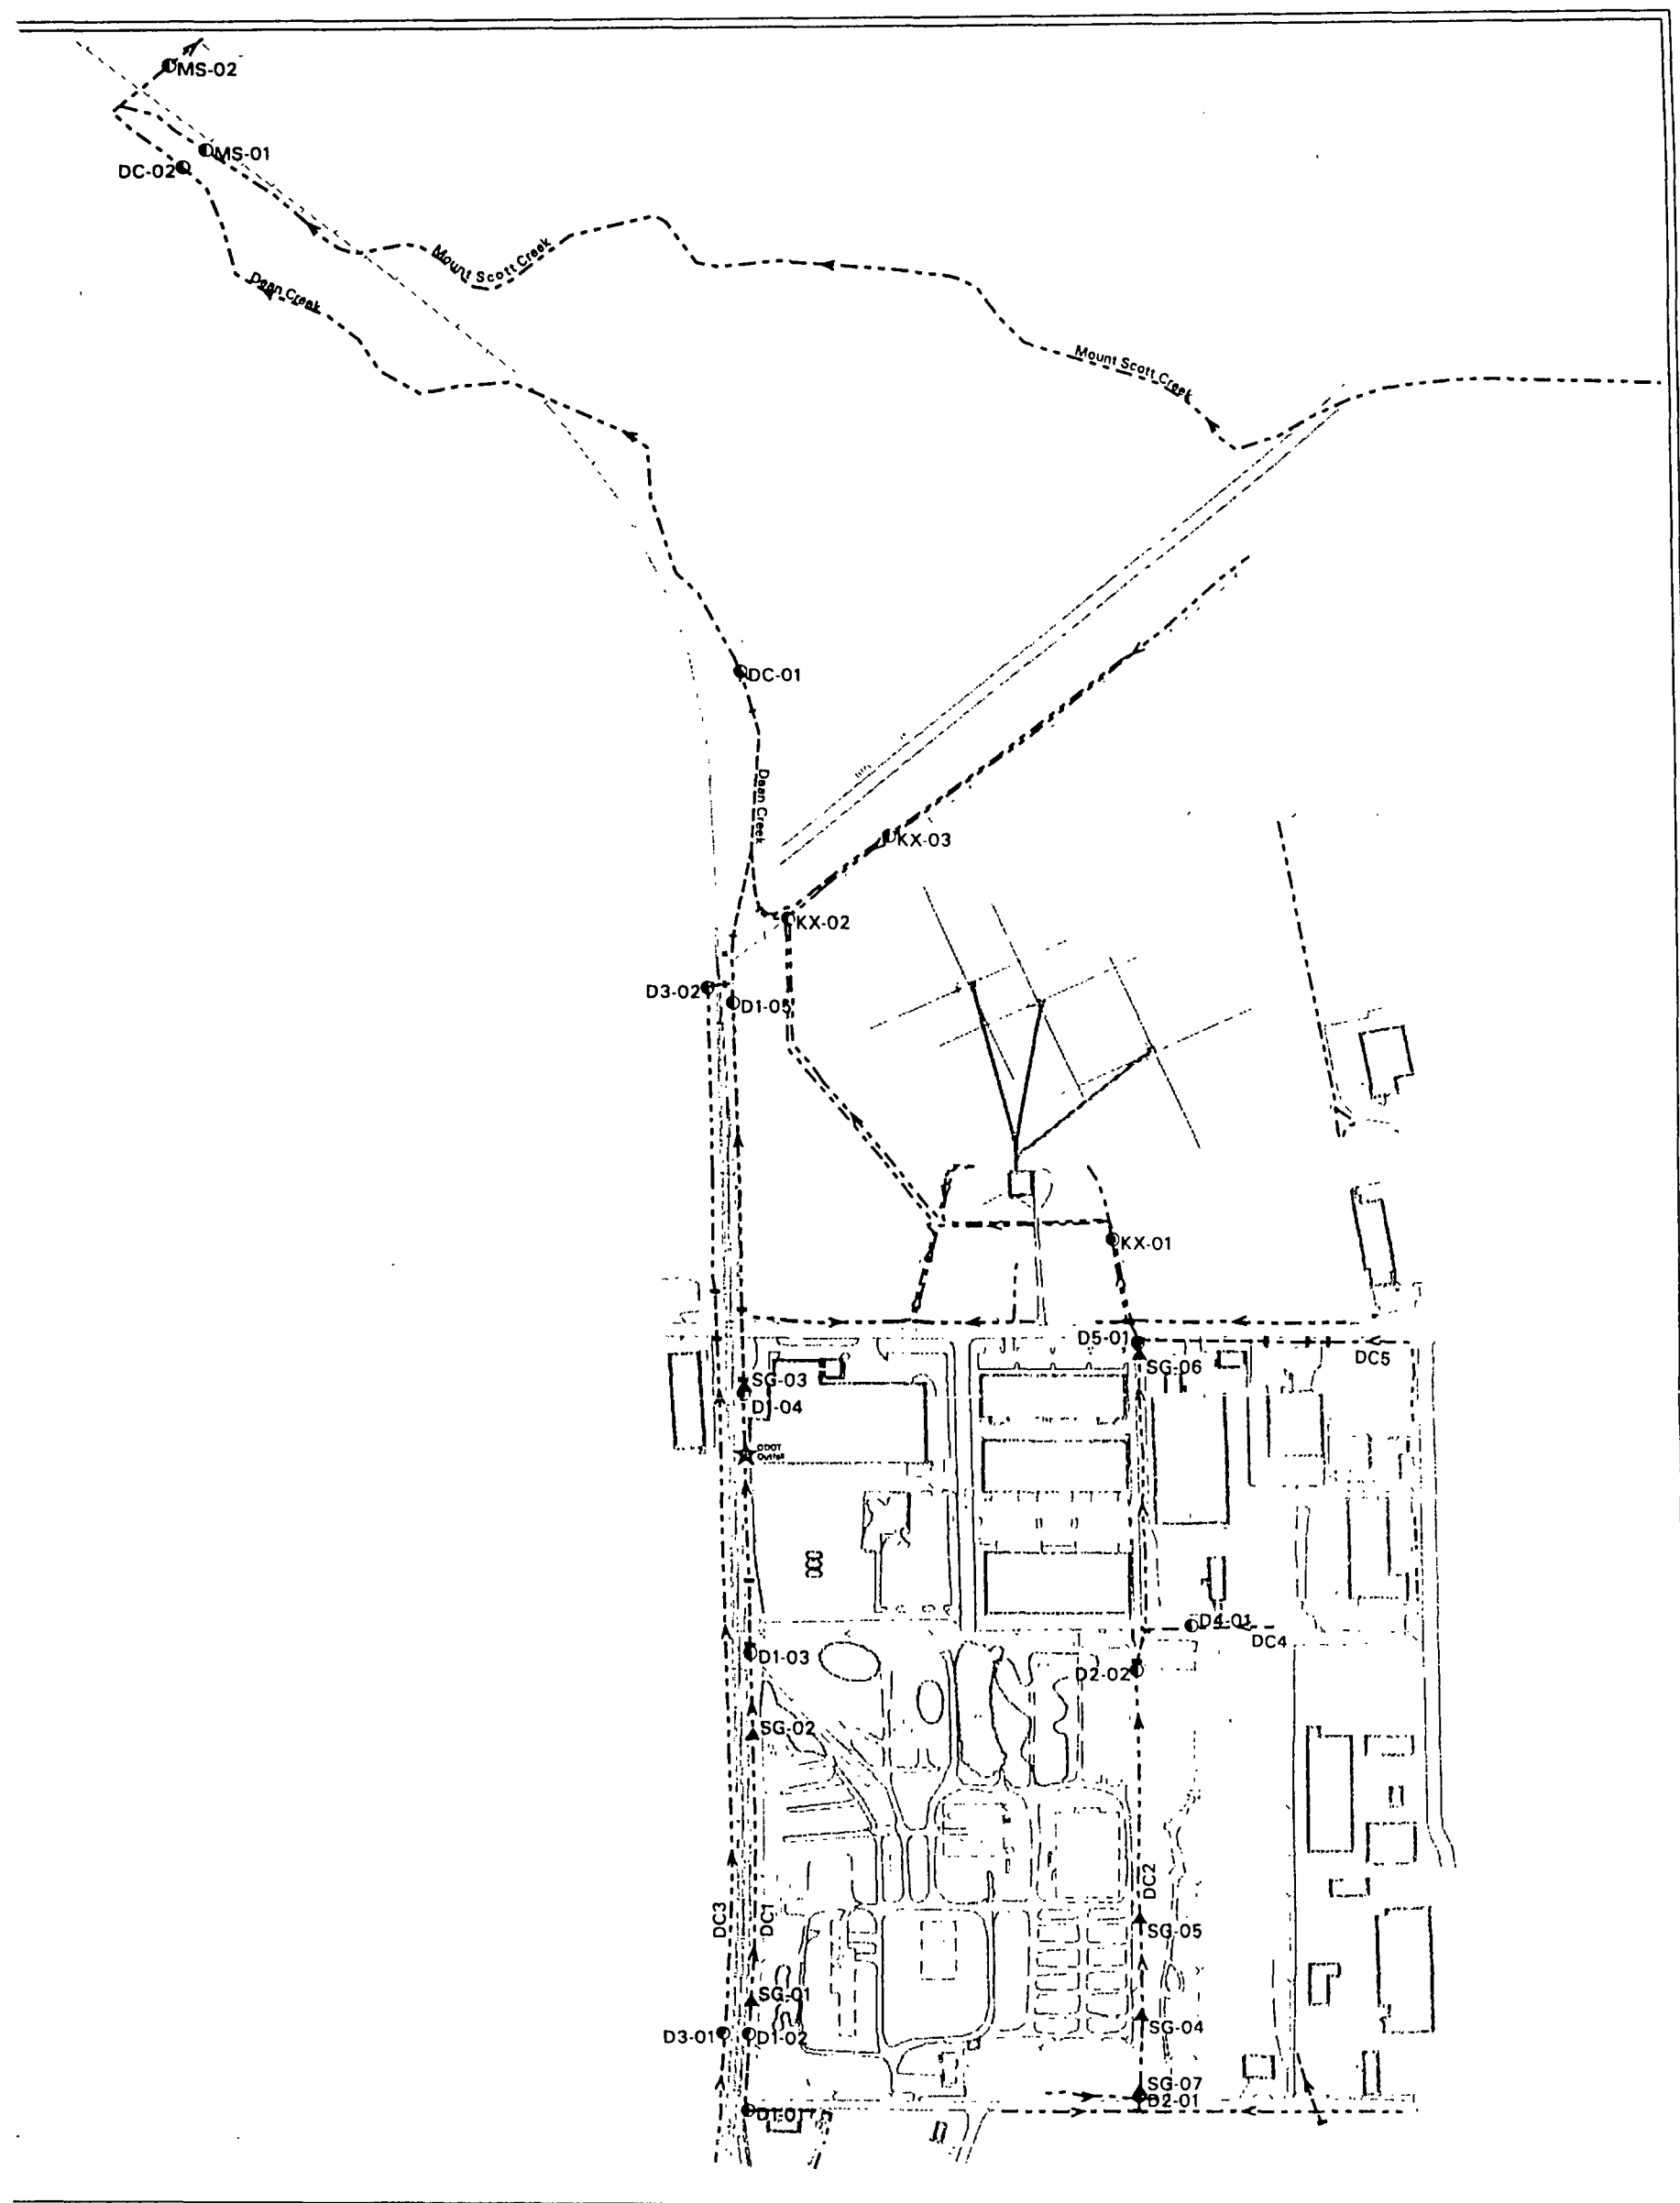 MS-02
MS-01
DC-02
Mount Scott Creek
Dean Creek
Mount Scott Creek
DC-01
Dean Creek
KX-03
KX-02
D3-02
D1-05
KX-01
D5-01
SG-06
DC5
SG-03
D1-04
ODOT
Outfall
D4-01
DC4
D1-03
D2-02
SG-02
DC2
DC3
DC1
SG-05
SG-01
SG-04
D3-01
D1-02
SG-07
D2-01
D1-01